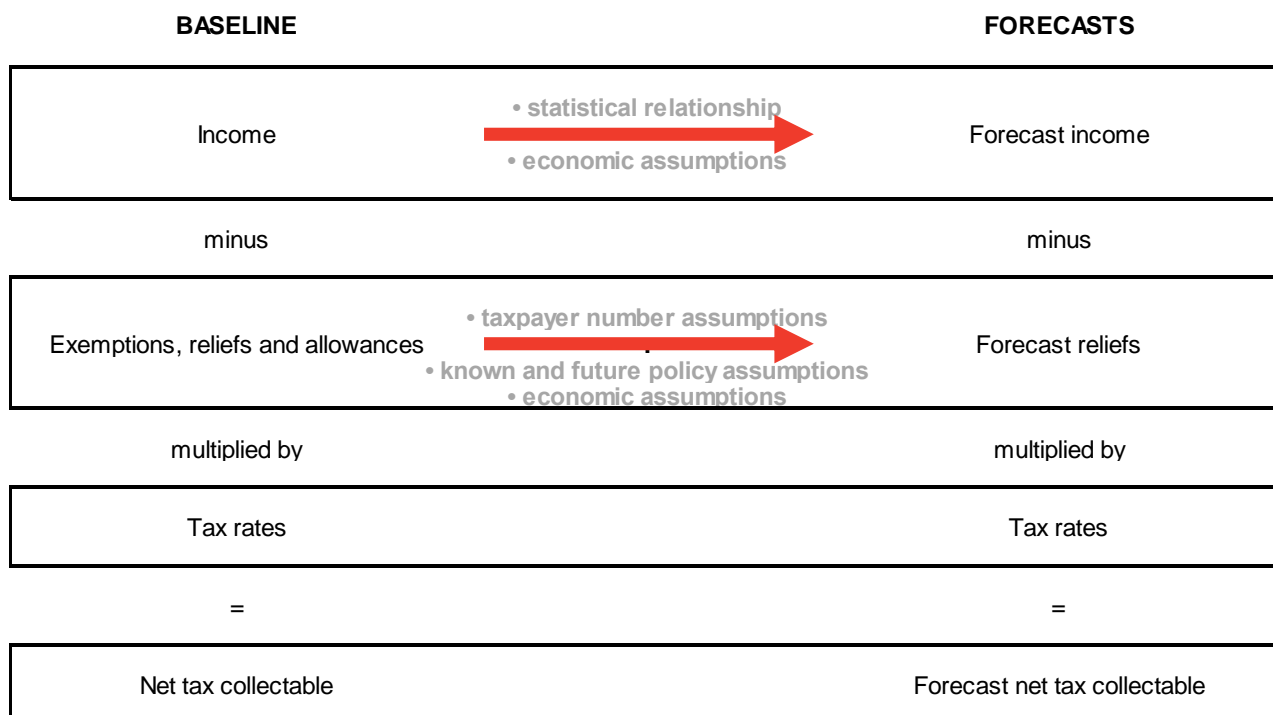 BASELINE FORECASTS
• statistical relationship
Income Forecast income
• economic assumptions
minus minus
• taxpayer number assumptions
Exemptions, reliefs and allowances Forecast reliefs
• known and future policy assumptions
• economic assumptions
multiplied by multiplied by
Tax rates Tax rates
= =
Net tax collectable Forecast net tax collectable